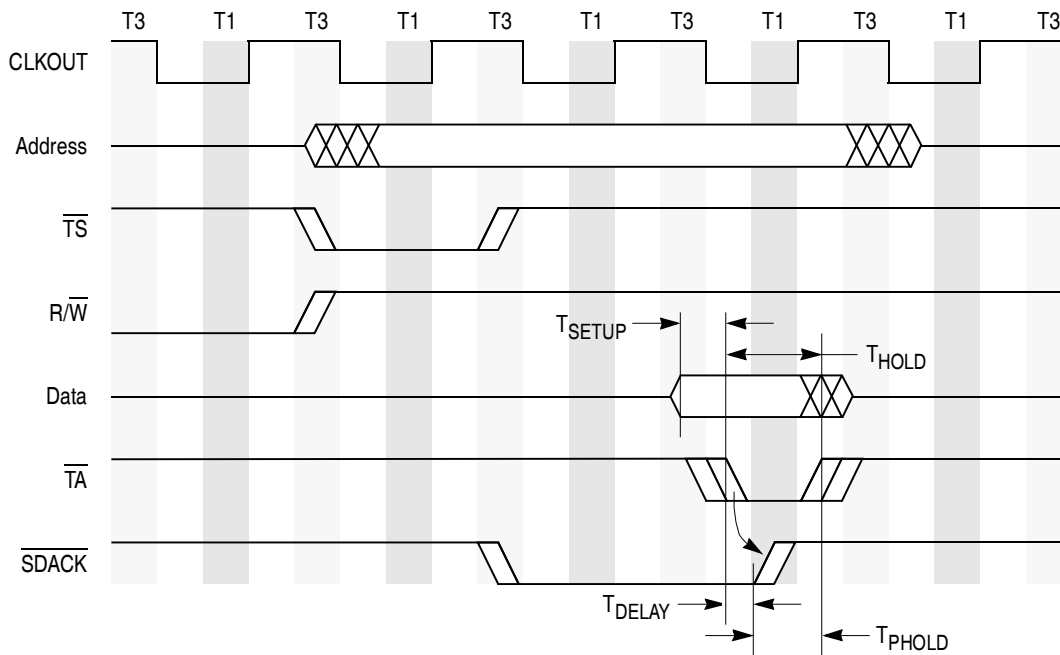 T3 T1 T3 T1 T3 T1 T3 T1 T3 T1 T3
CLKOUT
Address
TS
R/W
TSETUP
THOLD
Data
TA
SDACK
TDELAY
TPHOLD